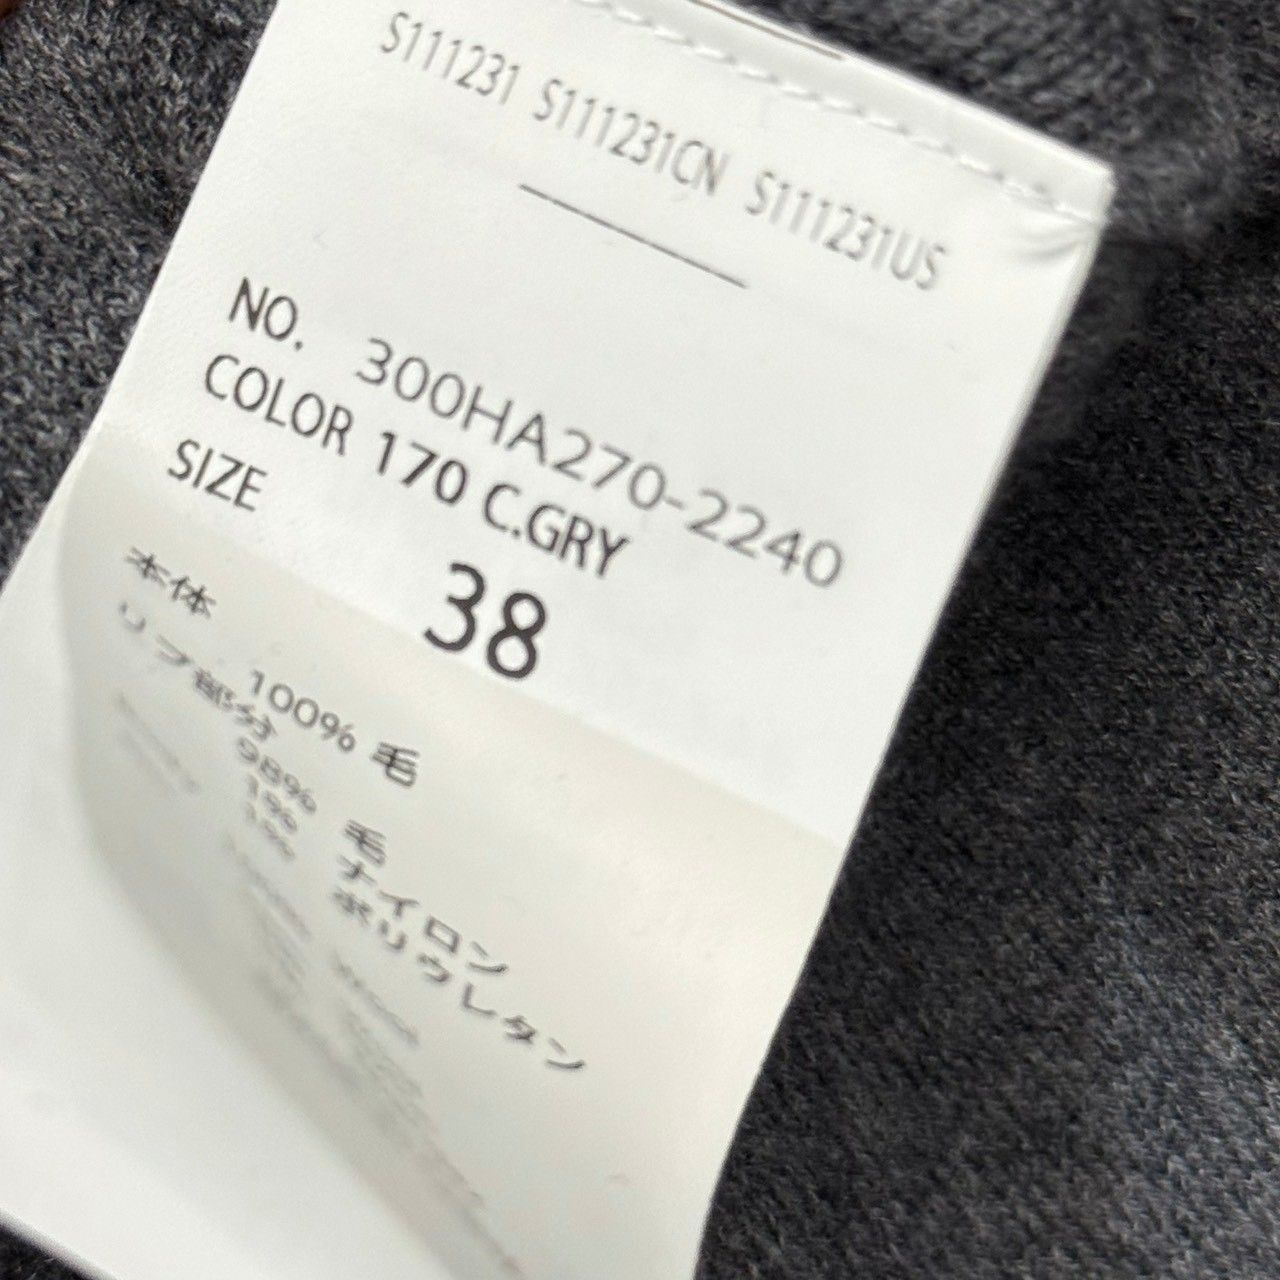 S111231 S111231CN S111231US
NO. 300HA270-2240
COLOR 170 C.GRY
SIZE
38
本体
100% 毛
リブ部分
98% 毛
1% ナイロン
1% ポリウレタン